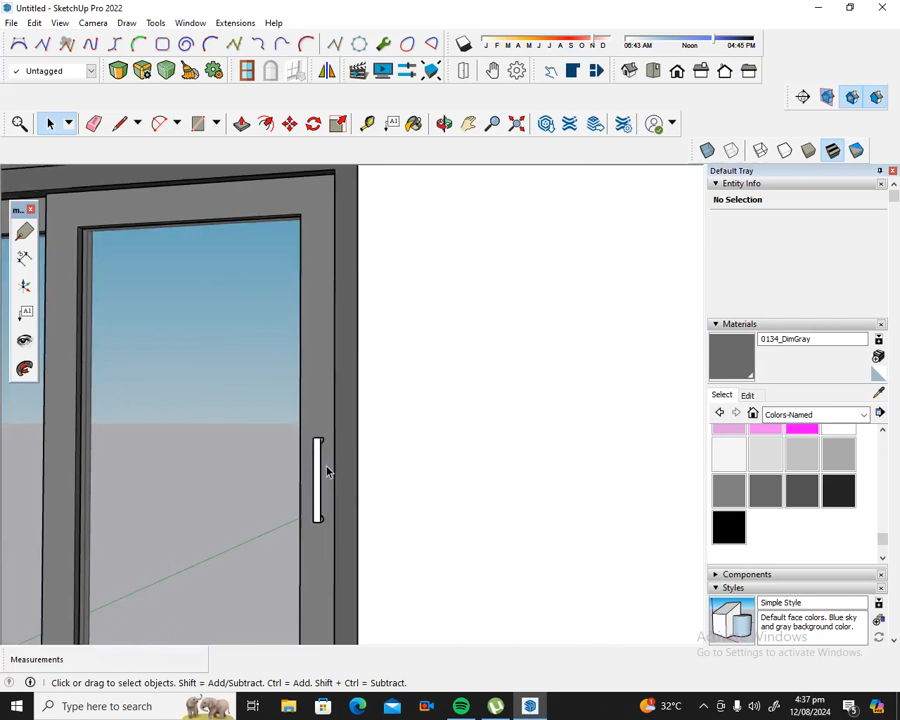 Untitled - SketchUp Pro 2022
File Edit View Camera Draw Tools Window Extensions Help
J F M A M J J A S O N D
06:43 AM Noon 04:45 PM
Untagged
Default Tray
m...
Entity Info
No Selection
Materials
0134_DimGray
Select Edit
Colors-Named
Components
Styles
Simple Style
Default face colors. Blue sky and gray background color.
Activate Windows
Go to Settings to activate Windows.
Measurements
Click or drag to select objects. Shift = Add/Subtract. Ctrl = Add. Shift + Ctrl = Subtract.
Type here to search
32°C
4:37 pm
12/08/2024
5